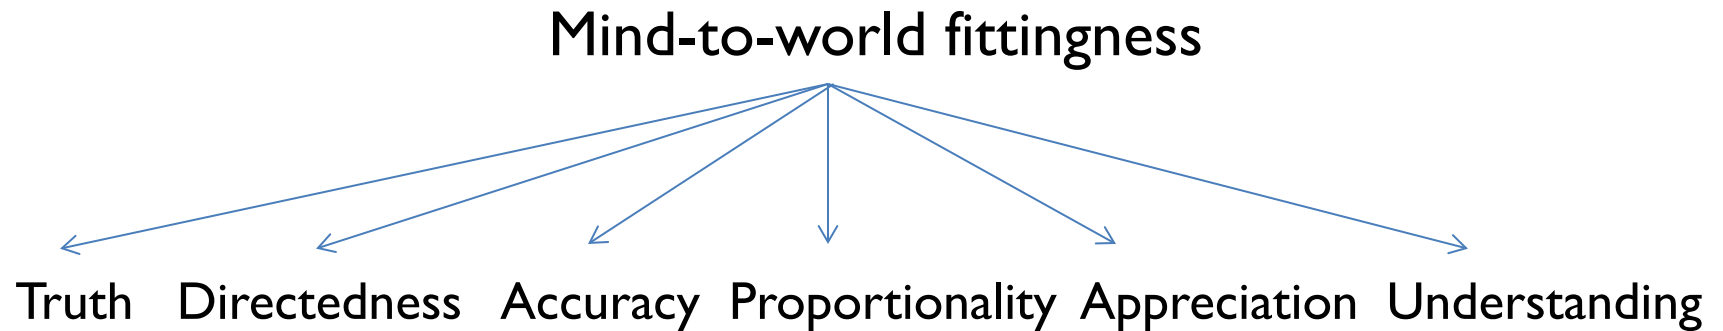 Mind-to-world fittingness
Truth Directedness Accuracy Proportionality Appreciation Understanding